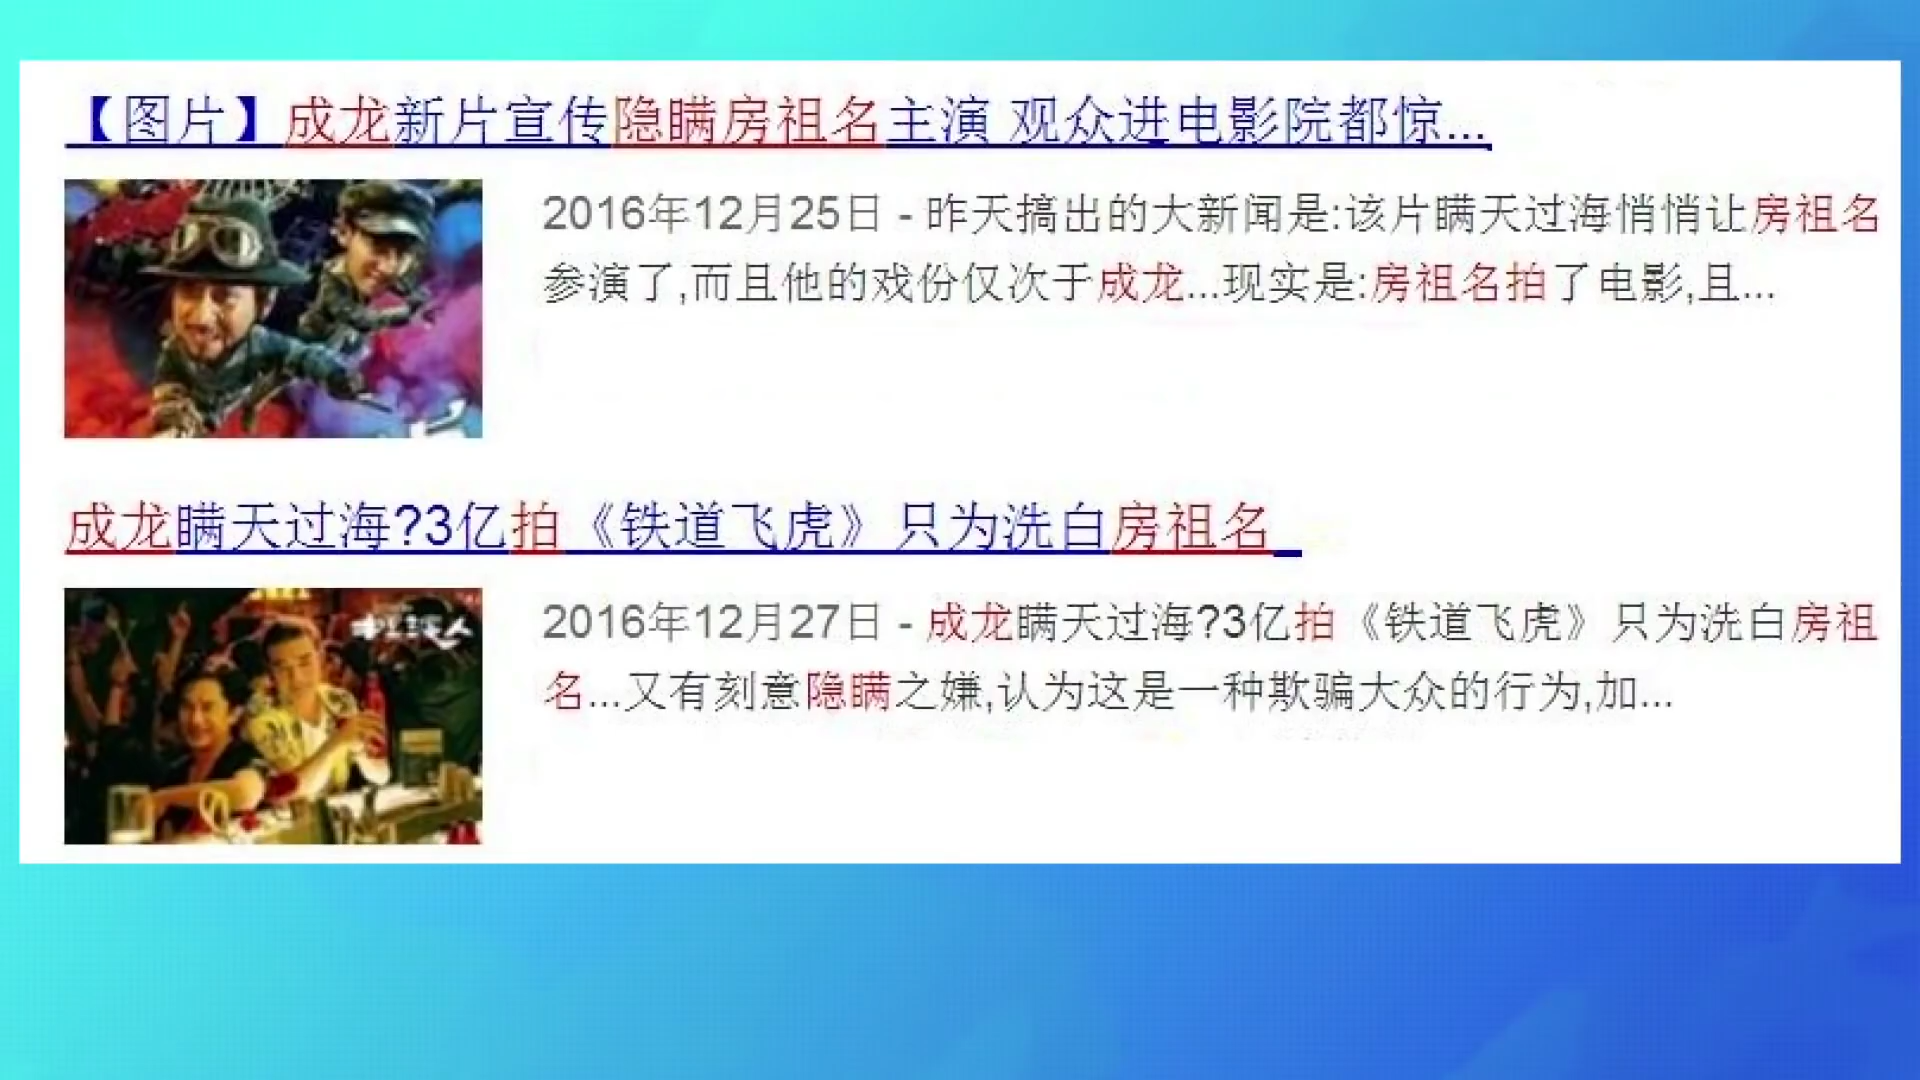 【图片】成龙新片宣传隐瞒房祖名主演 观众进电影院都惊...
2016年12月25日 - 昨天搞出的大新闻是:该片瞒天过海悄悄让房祖名
参演了,而且他的戏份仅次于成龙...现实是:房祖名拍了电影,且...
成龙瞒天过海?3亿拍《铁道飞虎》只为洗白房祖名_
2016年12月27日 - 成龙瞒天过海?3亿拍《铁道飞虎》只为洗白房祖
名...又有刻意隐瞒之嫌,认为这是一种欺骗大众的行为,加...